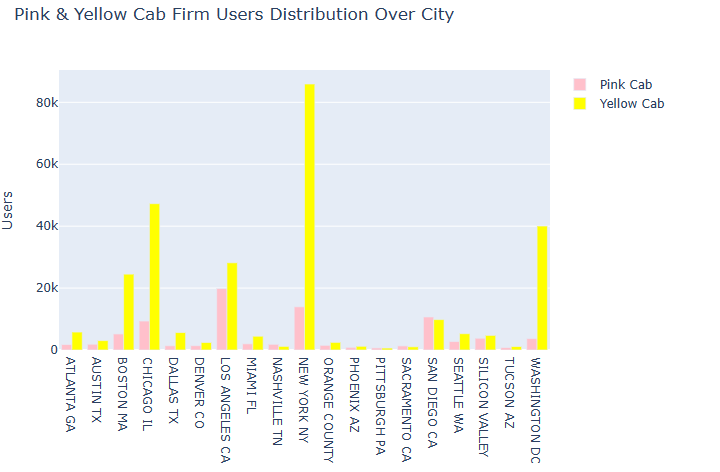 Pink & Yellow Cab Firm Users Distribution Over City
Pink Cab
Yellow Cab
Users
80k
60k
40k
20k
0
ATLANTA GA
AUSTIN TX
BOSTON MA
CHICAGO IL
DALLAS TX
DENVER CO
LOS ANGELES CA
MIAMI FL
NASHVILLE TN
NEW YORK NY
ORANGE COUNTY
PHOENIX AZ
PITTSBURGH PA
SACRAMENTO CA
SAN DIEGO CA
SEATTLE WA
SILICON VALLEY
TUCSON AZ
WASHINGTON DC